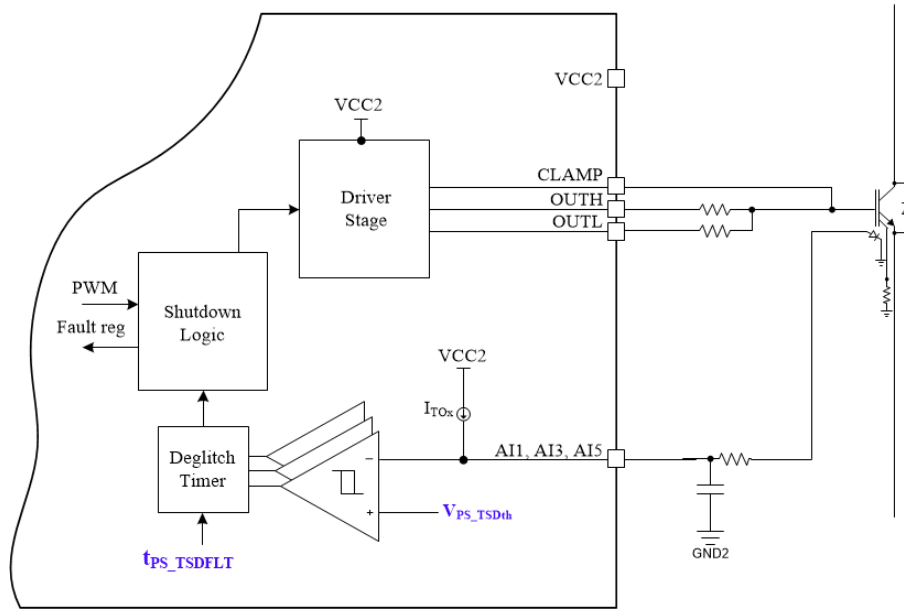 VCC2
VCC2
CLAMP
Driver
Stage
OUTH
OUTL
PWM
Fault reg
Shutdown
Logic
VCC2
ITOx
Deglitch
Timer
−
AI1, AI3, AI5
+
VPS_TSDth
tPS_TSDFLT
GND2